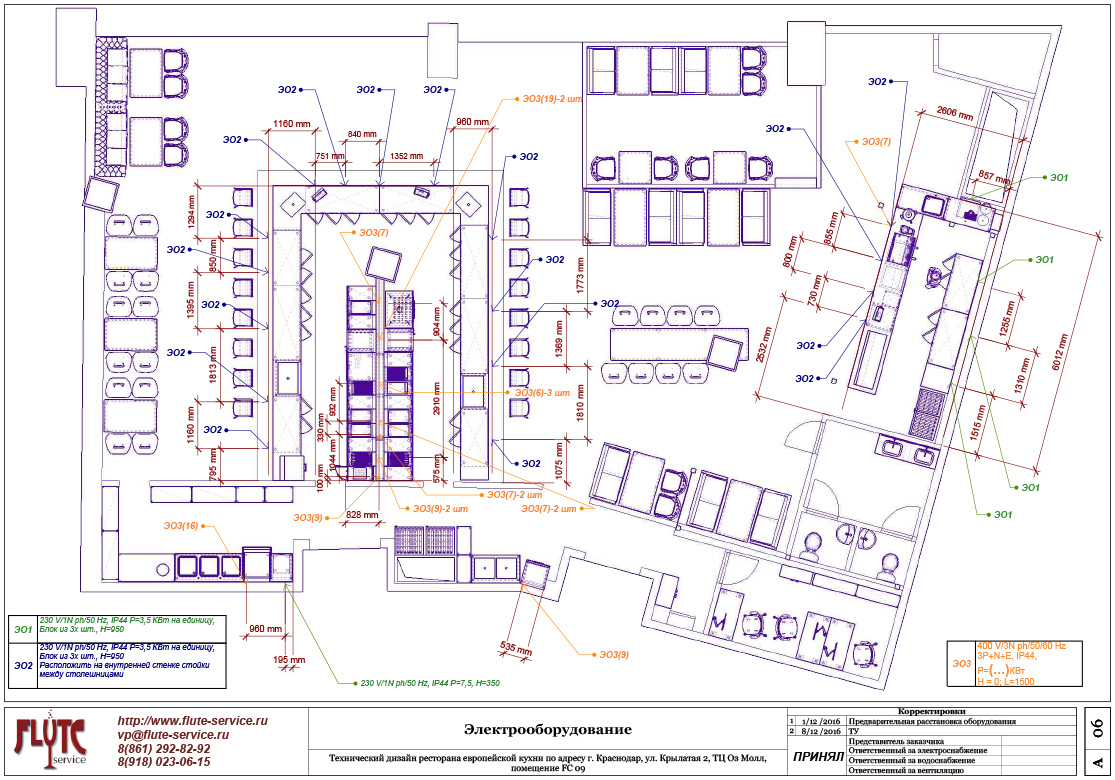 ЭО2
ЭО2
ЭО2
ЭО3(19)-2 шт
1160 mm
840 mm
960 mm
751 mm
1352 mm
ЭО2
ЭО2
ЭО2
ЭО2
ЭО3(7)
2606 mm
857 mm
ЭО1
1294 mm
ЭО2
ЭО3(7)
ЭО2
850 mm
ЭО2
1773 mm
855 mm
800 mm
730 mm
ЭО1
1395 mm
ЭО2
ЭО2
904 mm
1369 mm
2532 mm
1255 mm
6012 mm
ЭО2
ЭО2
ЭО2
1813 mm
932 mm
2910 mm
ЭО3(6)-3 шт
1810 mm
1310 mm
1160 mm
ЭО2
330 mm
1515 mm
795 mm
1044 mm
100 mm
575 mm
ЭО2
1075 mm
ЭО1
ЭО3(7)-2 шт
ЭО3(9)-2 шт
ЭО3(7)-2 шт
ЭО1
ЭО3(16)
ЭО3(9)
828 mm
960 mm
195 mm
535 mm
ЭО3(9)
230 V/1N ph/50 Hz, IP44 P=7,5, H=350
ЭО1
230 V/1N ph/50 Hz, IP44 P=3,5 КВт на единицу,
Блок из 3х шт., H=950
ЭО2
230 V/1N ph/50 Hz, IP44 P=3,5 КВт на единицу,
Блок из 3х шт., H=950
Расположить на внутренней стенке стойки
между столешницами
ЭО3
400 V/3N ph/50/60 Hz
3P+N+E, IP44,
P=(...)КВт
H = 0; L=1500
FLUTE
service
http://www.flute-service.ru
vp@flute-service.ru
8(861) 292-82-92
8(918) 023-06-15
Электрооборудование
Технический дизайн ресторана европейской кухни по адресу г. Краснодар, ул. Крылатая 2, ТЦ Оз Молл,
помещение FC 09
Корректировки
1 1/12 /2016 Предварительная расстановка оборудования
2 8/12 /2016 ТУ
ПРИНЯЛ
Представитель заказчика
Ответственный за электроснабжение
Ответственный за водоснабжение
Ответственный за вентиляцию
06
A